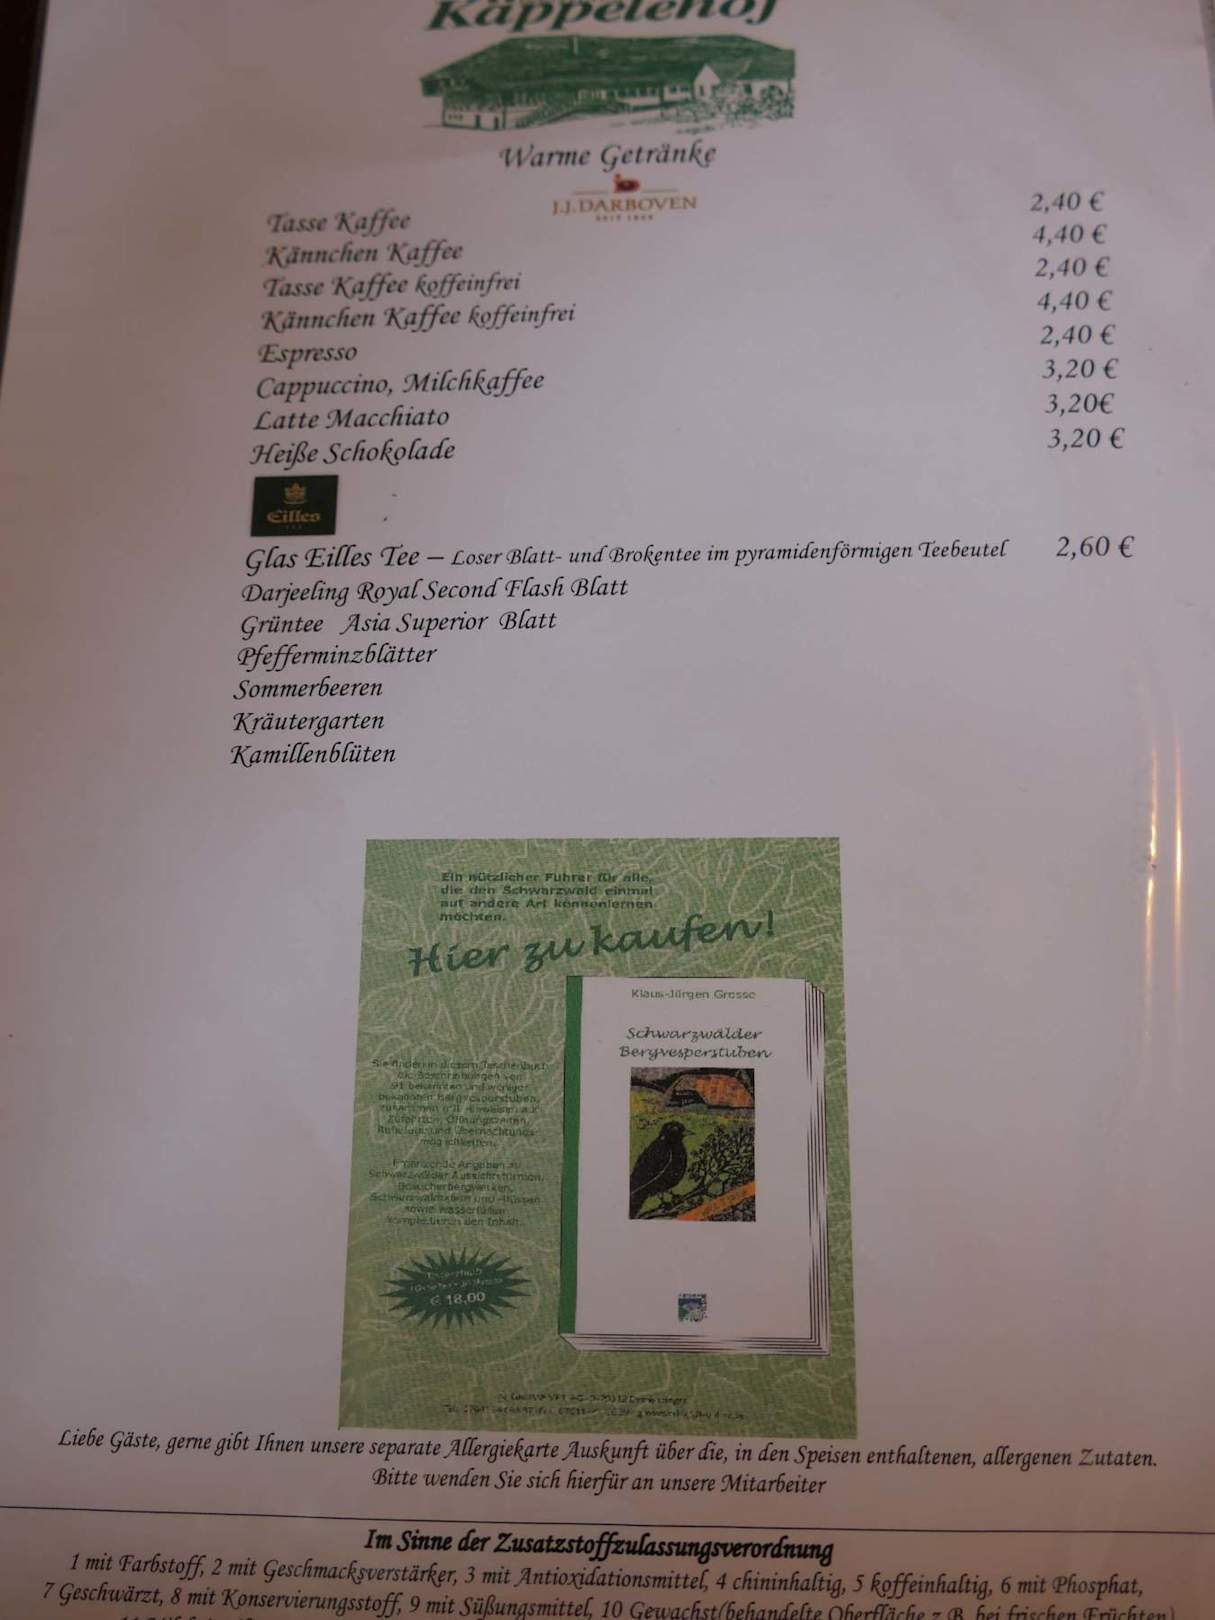 Käppelehof
Warme Getränke
J.J.DARBOVEN
Tasse Kaffee 2,40 €
Kännchen Kaffee 4,40 €
Tasse Kaffee koffeinfrei 2,40 €
Kännchen Kaffee koffeinfrei 4,40 €
Espresso 2,40 €
Cappuccino, Milchkaffee 3,20 €
Latte Macchiato 3,20€
Heiße Schokolade 3,20 €
Eilles
Glas Eilles Tee – Loser Blatt- und Brokentee im pyramidenförmigen Teebeutel 2,60 €
Darjeeling Royal Second Flash Blatt
Grüntee Asia Superior Blatt
Pfefferminzblätter
Sommerbeeren
Kräutergarten
Kamillenblüten
Ein nützlicher Führer für alle,
die den Schwarzwald einmal
auf andere Art kennenlernen
möchten.
Hier zu kaufen!
Klaus-Jürgen Grosse
Schwarzwälder
Bergvesperstuben
€ 18,00
Liebe Gäste, gerne gibt Ihnen unsere separate Allergiekarte Auskunft über die, in den Speisen enthaltenen, allergenen Zutaten.
Bitte wenden Sie sich hierfür an unsere Mitarbeiter
Im Sinne der Zusatzstoffzulassungsverordnung
1 mit Farbstoff, 2 mit Geschmacksverstärker, 3 mit Antioxidationsmittel, 4 chininhaltig, 5 koffeinhaltig, 6 mit Phosphat,
7 Geschwärzt, 8 mit Konservierungsstoff, 9 mit Süßungsmittel, 10 Gewachst(behandelte Oberfläche z.B. bei frischen Früchten)